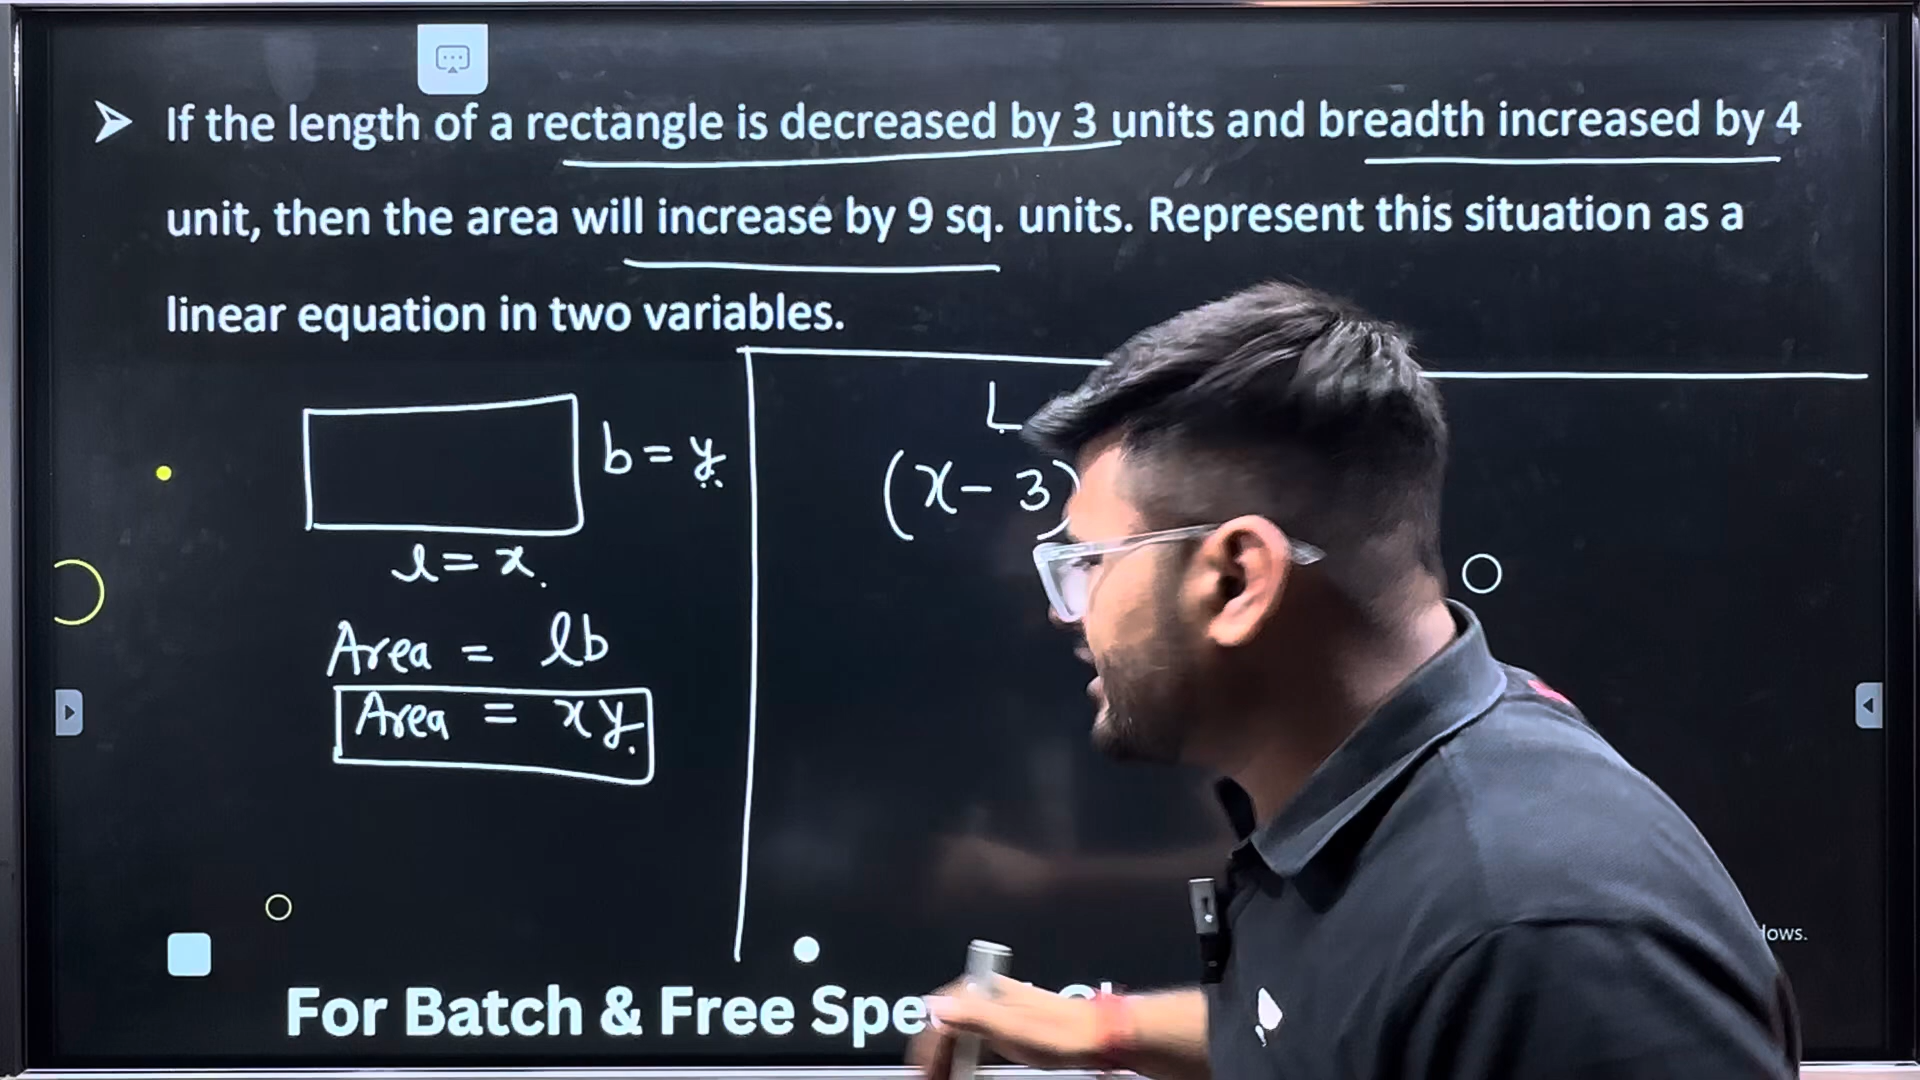 If the length of a rectangle is decreased by 3 units and breadth increased by 4
unit, then the area will increase by 9 sq. units. Represent this situation as a
linear equation in two variables.
b = y
l = x
Area = lb
Area = xy
L
(x - 3)
For Batch & Free